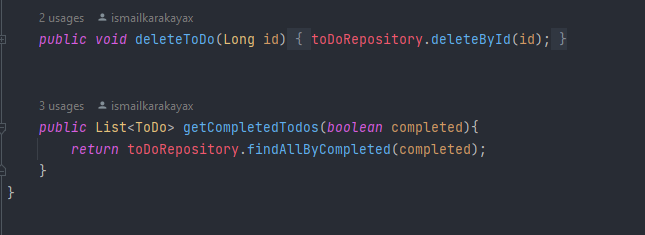 2 usages ismailkarakayax
public void deleteToDo(Long id) { toDoRepository.deleteById(id); }
3 usages ismailkarakayax
public List<ToDo> getCompletedTodos(boolean completed){
return toDoRepository.findAllByCompleted(completed);
}
}